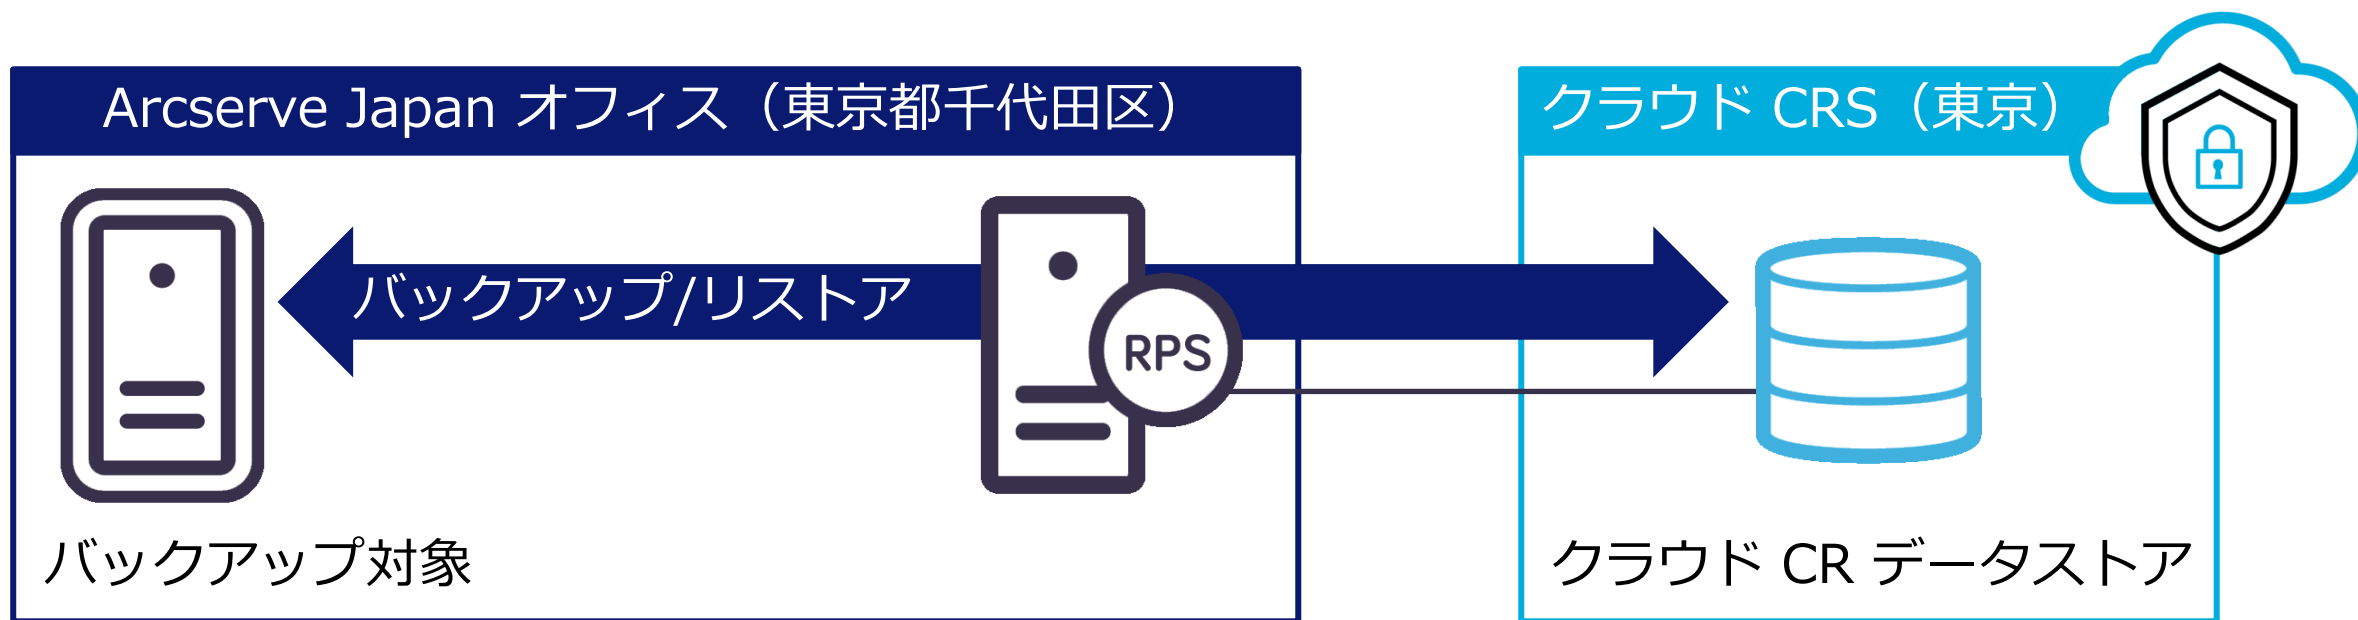 Arcserve Japan オフィス（東京都千代田区）
クラウド CRS（東京）
バックアップ/リストア
RPS
バックアップ対象
クラウド CR データストア